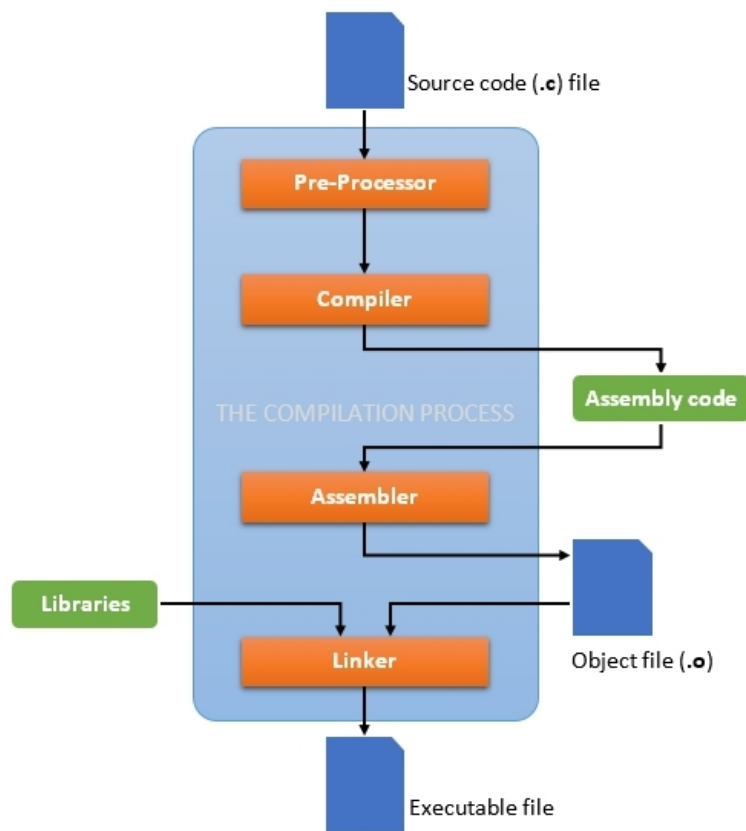 Source code (.c) file
Pre-Processor
Compiler
Assembly code
THE COMPILATION PROCESS
Assembler
Libraries
Linker
Object file (.o)
Executable file